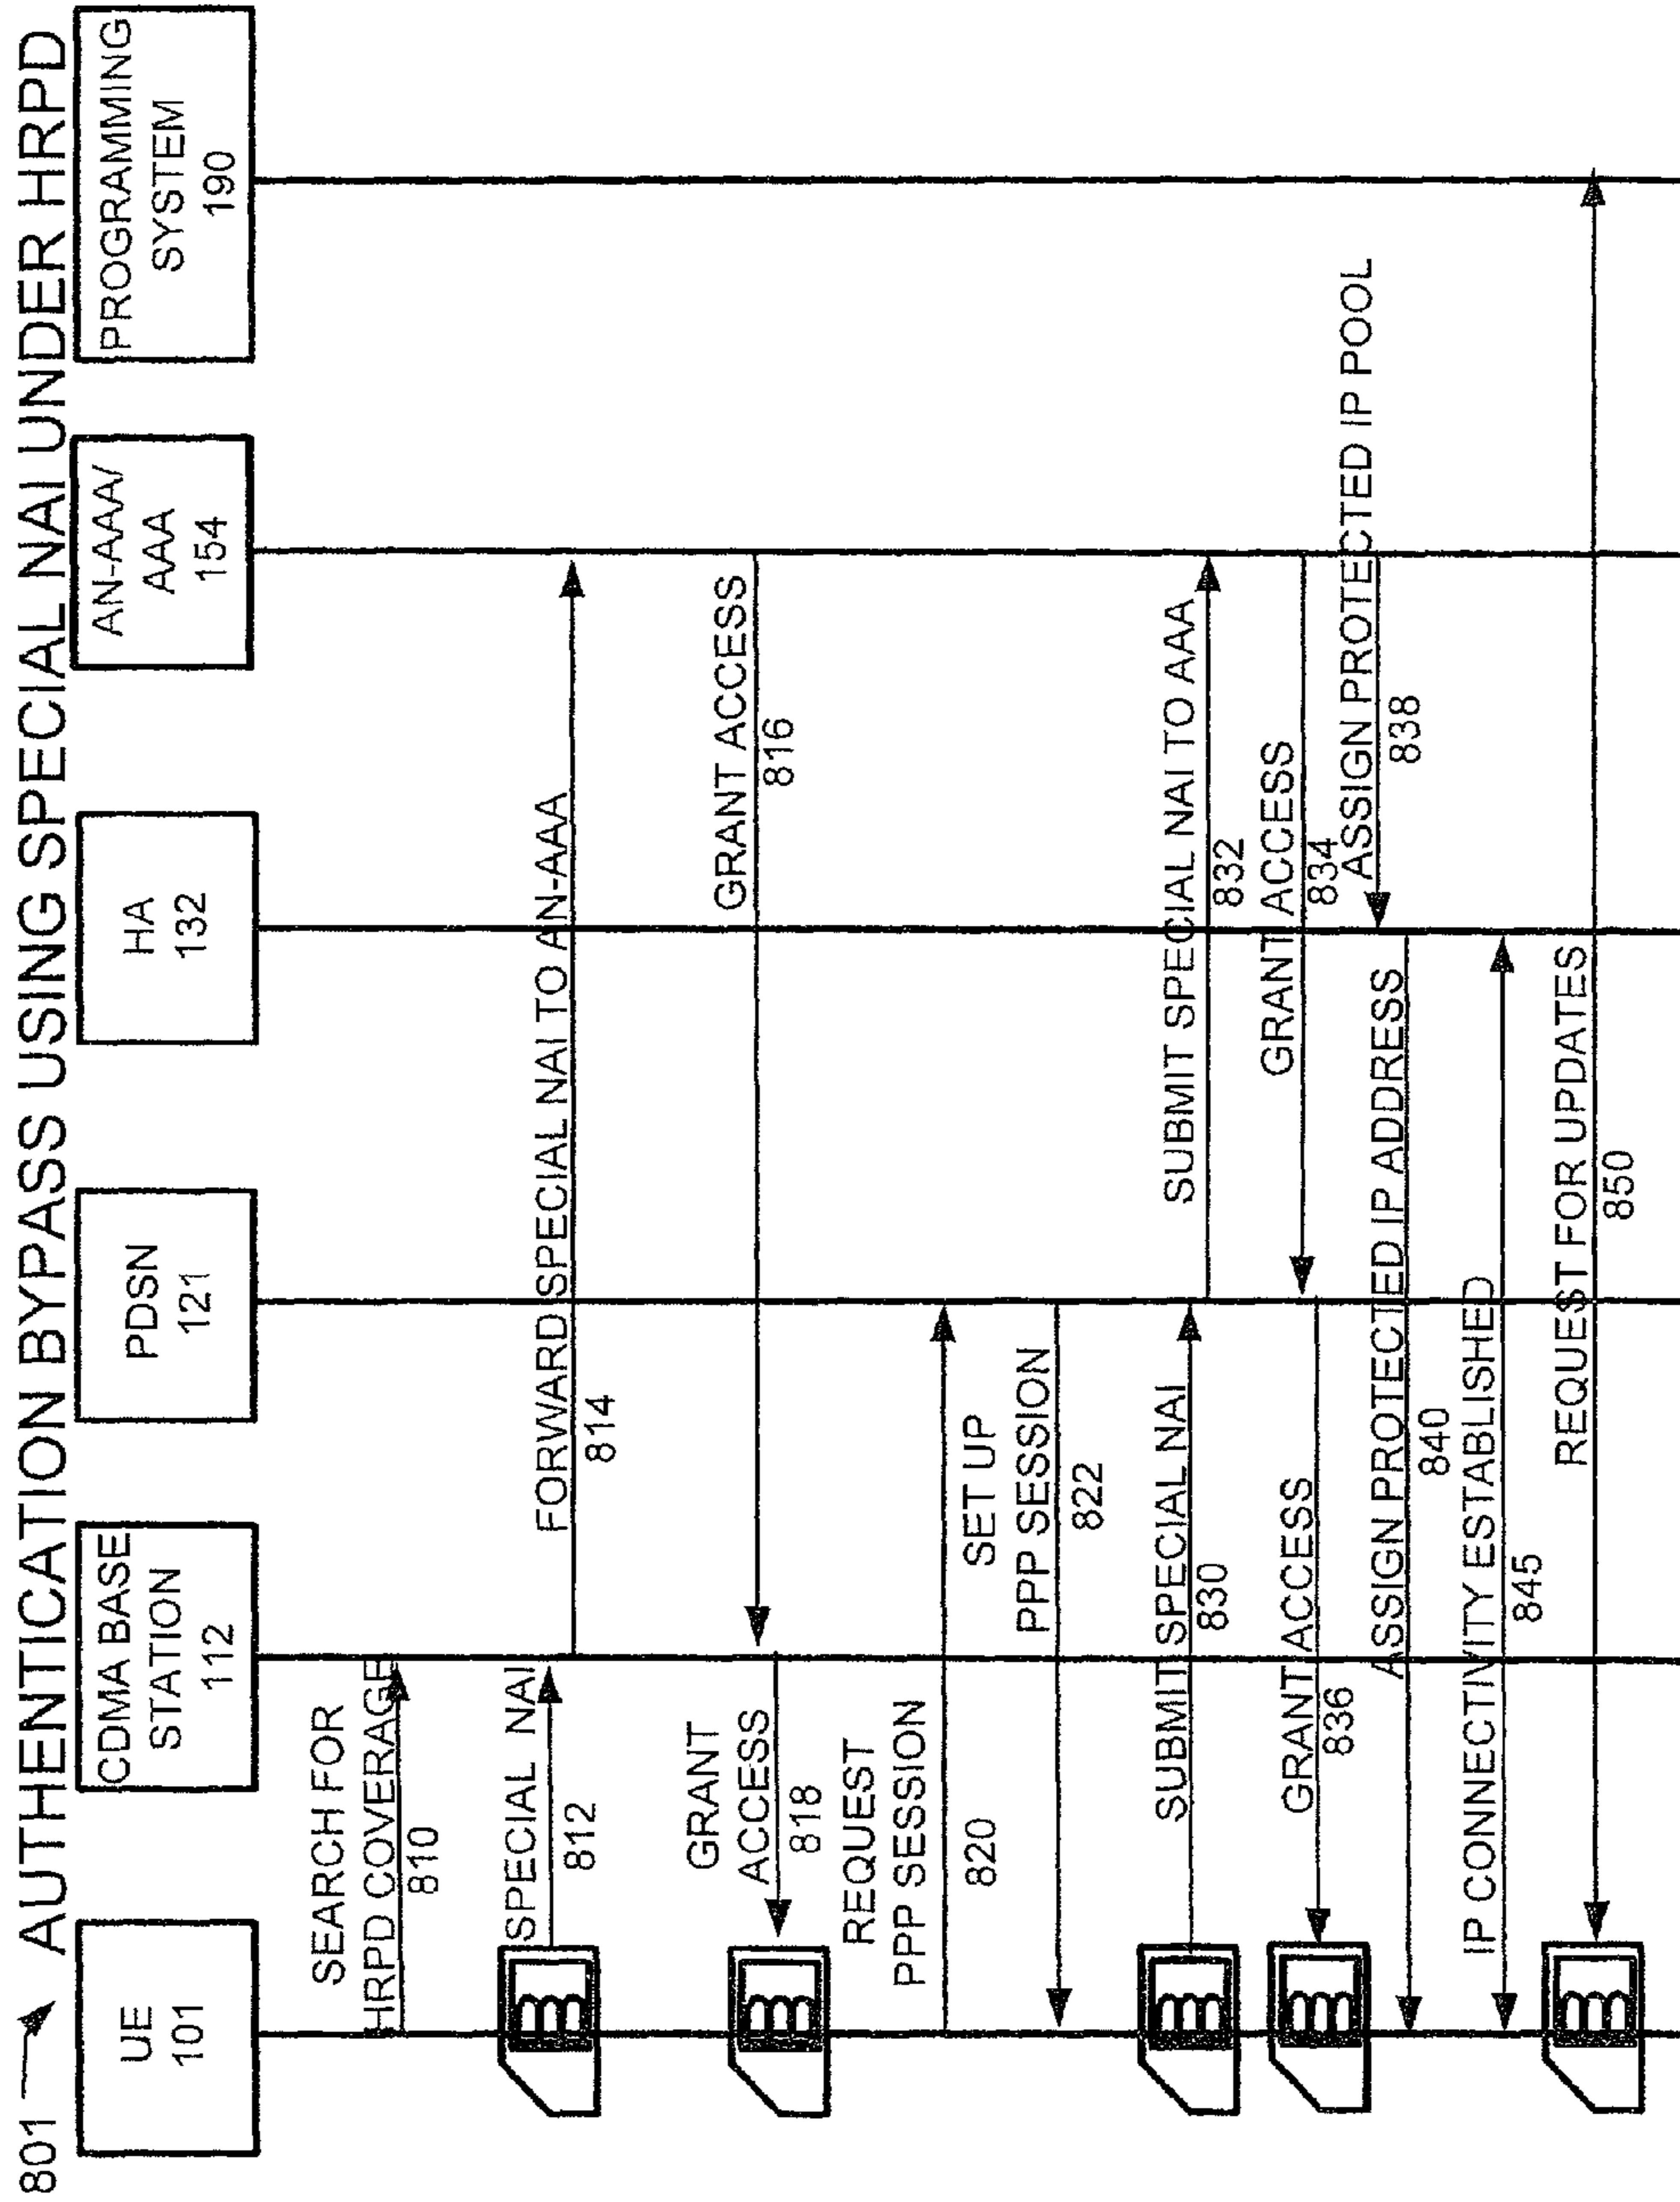 801 AUTHENTICATION BYPASS USING SPECIAL NAI UNDER HRPD
UE
101
CDMA BASE
STATION
112
PDSN
121
HA
132
AN-AAA/
AAA
154
PROGRAMMING
SYSTEM
190
SEARCH FOR
HRPD COVERAGE
810
SPECIAL NAI
812
FORWARD SPECIAL NAI TO AN-AAA
814
GRANT ACCESS
816
GRANT
ACCESS
818
REQUEST
PPP SESSION
820
SET UP
PPP SESSION
822
SUBMIT SPECIAL NAI
830
SUBMIT SPECIAL NAI TO AAA
832
GRANT ACCESS
834
GRANT ACCESS
836
ASSIGN PROTECTED IP POOL
838
ASSIGN PROTECTED IP ADDRESS
840
IP CONNECTIVITY ESTABLISHED
845
REQUEST FOR UPDATES
850